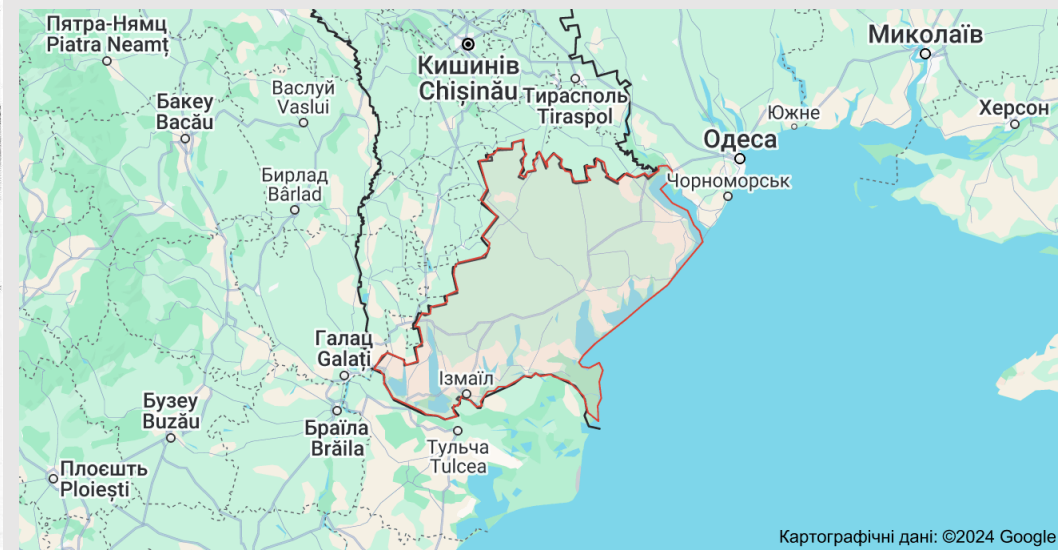 Пятра-Нямц
Piatra Neamț
Кишинів
Chișinău
Миколаїв
Васлуй
Vaslui
Тирасполь
Tiraspol
Бакеу
Bacău
Южне
Херсон
Одеса
Бирлад
Bârlad
Чорноморськ
Галац
Galați
Ізмаїл
Бузеу
Buzău
Браїла
Brăila
Тульча
Tulcea
Плоєшть
Ploiești
Картографічні дані: ©2024 Google